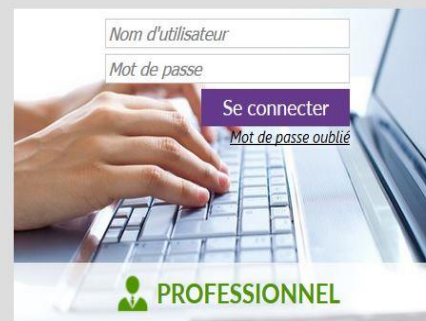 Nom d'utilisateur
Mot de passe
Se connecter
Mot de passe oublié
PROFESSIONNEL